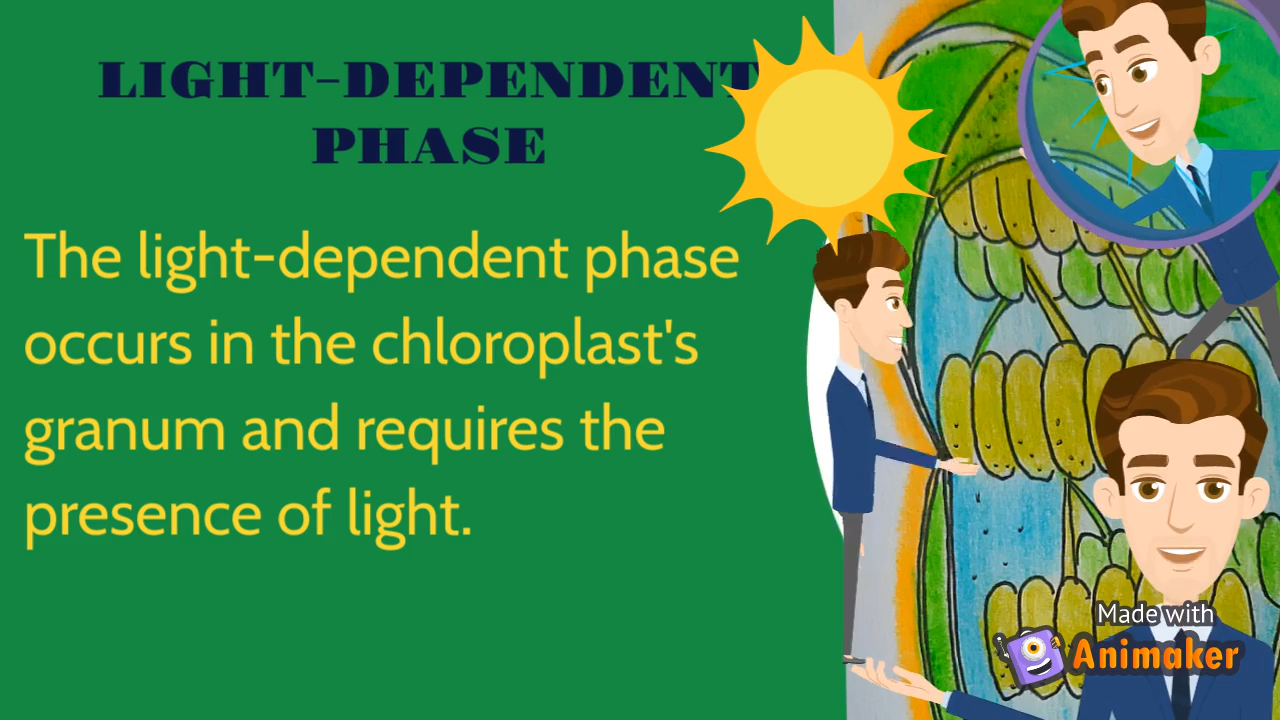 LIGHT-DEPENDENT
PHASE
The light-dependent phase
occurs in the chloroplast's
granum and requires the
presence of light.
Made with
Animaker